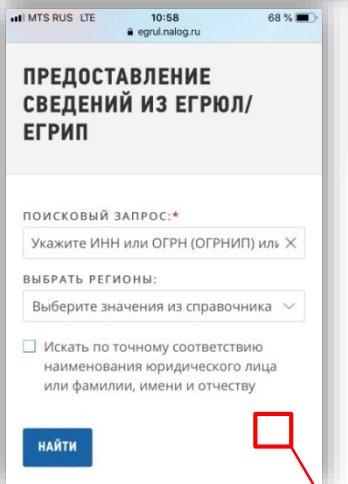 MTS RUS LTE 10:58 68 %
egrul.nalog.ru
ПРЕДОСТАВЛЕНИЕ
СВЕДЕНИЙ ИЗ ЕГРЮЛ/
ЕГРИП
ПОИСКОВЫЙ ЗАПРОС:*
Укажите ИНН или ОГРН (ОГРНИП) или
ВЫБРАТЬ РЕГИОНЫ:
Выберите значения из справочника
Искать по точному соответствию
наименования юридического лица
или фамилии, имени и отчеству
НАЙТИ